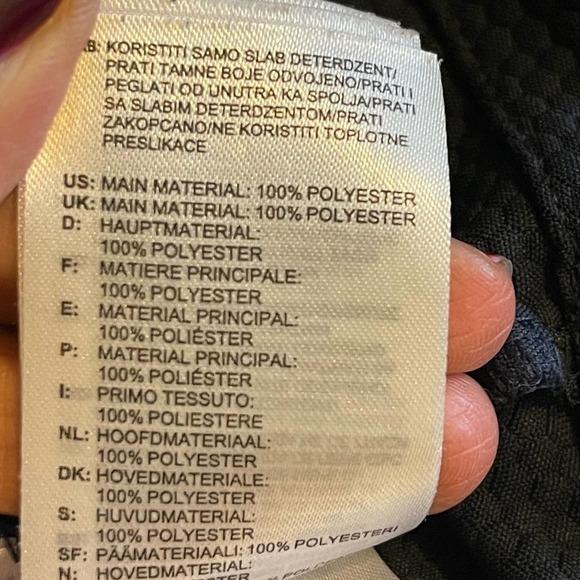 B: KORISTITI SAMO SLAB DETERDZENT/
PRATI TAMNE BOJE ODVOJENO/PRATI I
PEGLATI OD UNUTRA KA SPOLJA/PRATI
SA SLABIM DETERDZENTOM/PRATI
ZAKOPCANO/NE KORISTITI TOPLOTNE
PRESLIKACE
US: MAIN MATERIAL: 100% POLYESTER
UK: MAIN MATERIAL: 100% POLYESTER
D: HAUPTMATERIAL:
100% POLYESTER
F: MATIERE PRINCIPALE:
100% POLYESTER
E: MATERIAL PRINCIPAL:
100% POLIÉSTER
P: MATERIAL PRINCIPAL:
100% POLIÉSTER
I: PRIMO TESSUTO:
100% POLIESTERE
NL: HOOFDMATERIAAL:
100% POLYESTER
DK: HOVEDMATERIALE:
100% POLYESTER
S: HUVUDMATERIAL:
100% POLYESTER
SF: PÄÄMATERIAALI: 100% POLYESTERI
N: HOVEDMATERIAL:
100% POLYESTER